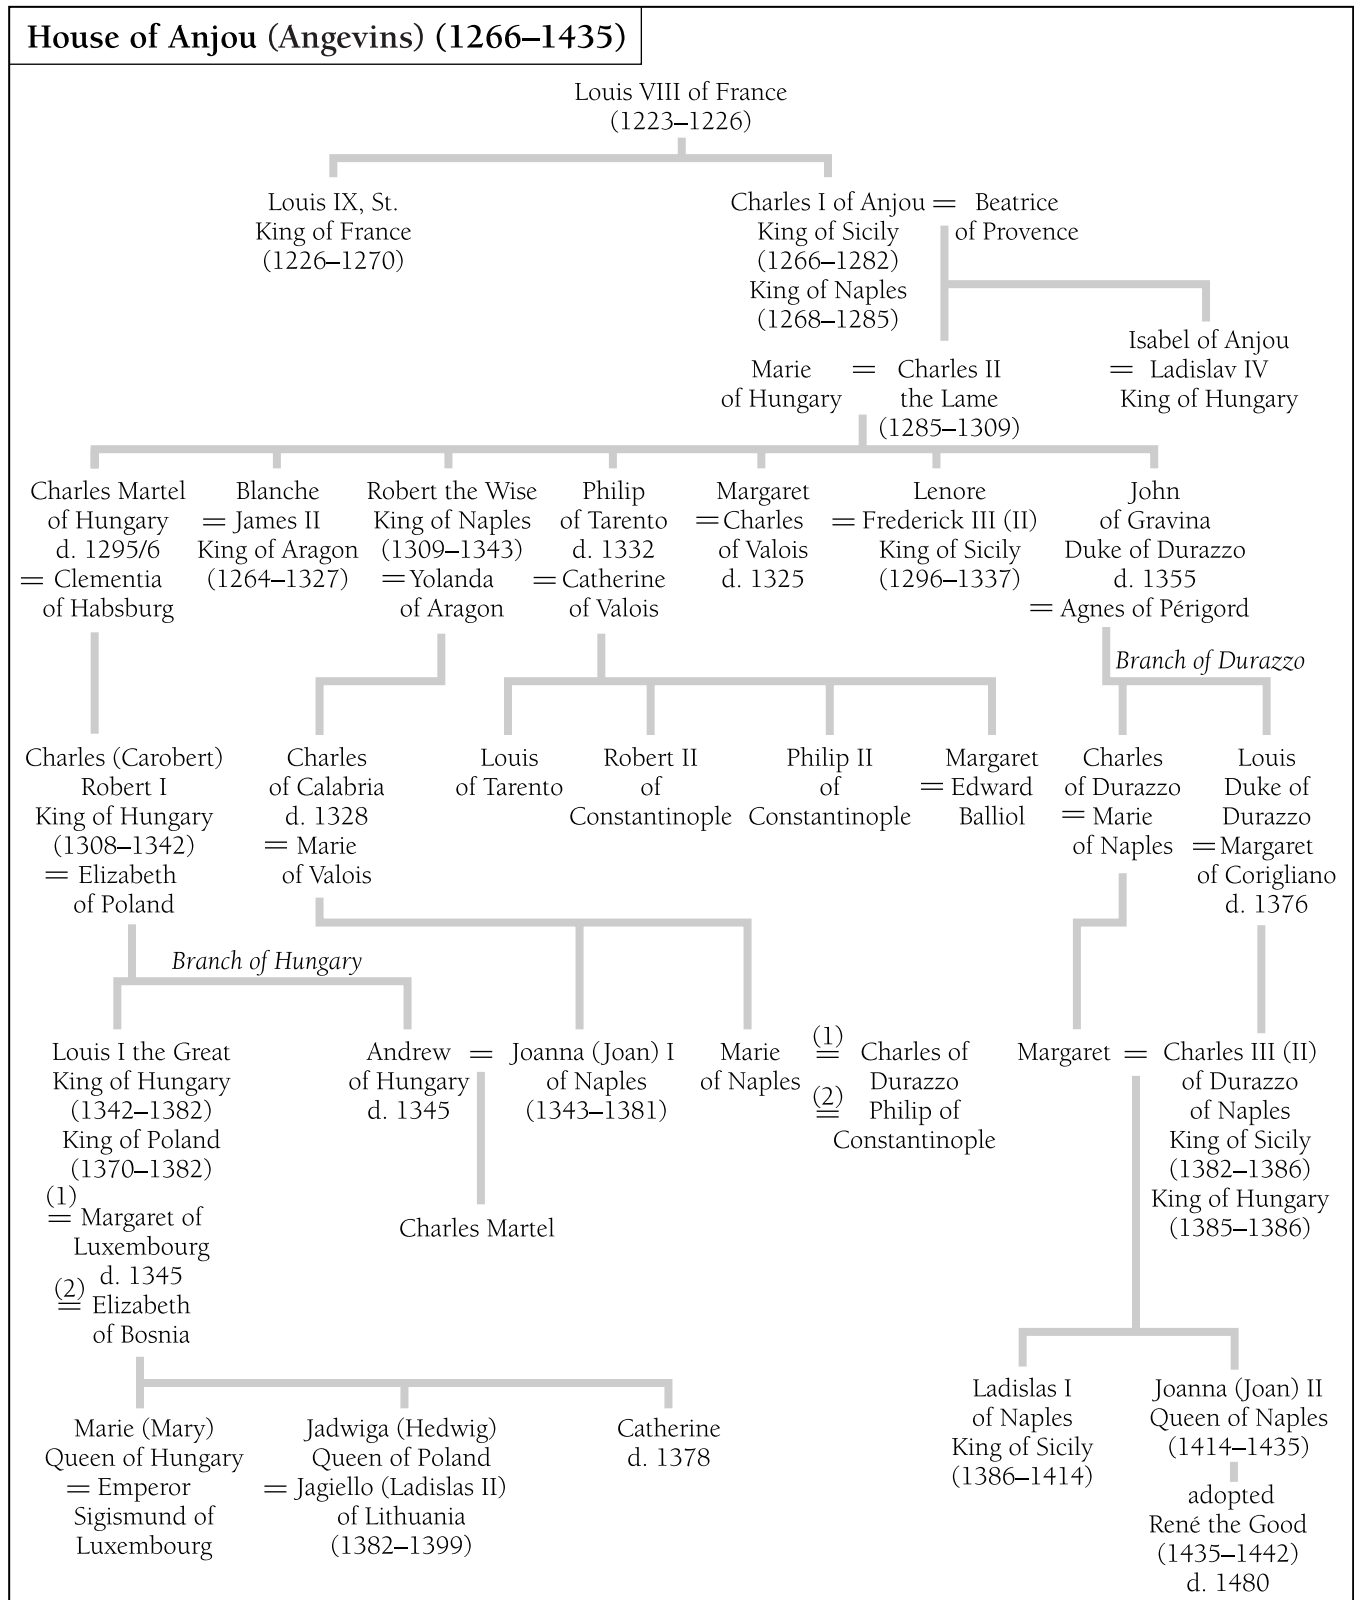 House of Anjou (Angevins) (1266–1435)
Louis VIII of France
(1223–1226)
Louis IX, St.
King of France
(1226–1270)
Charles I of Anjou = Beatrice
King of Sicily of Provence
(1266–1282)
King of Naples
(1268–1285)
Isabel of Anjou
= Ladislav IV
King of Hungary
Marie = Charles II
of Hungary the Lame
(1285–1309)
Charles Martel
of Hungary
d. 1295/6
= Clementia
of Habsburg
Blanche
= James II
King of Aragon
(1264–1327)
Robert the Wise
King of Naples
(1309–1343)
= Yolanda
of Aragon
Philip
of Tarento
d. 1332
= Catherine
of Valois
Margaret
= Charles
of Valois
d. 1325
Lenore
= Frederick III (II)
King of Sicily
(1296–1337)
John
of Gravina
Duke of Durazzo
d. 1355
= Agnes of Périgord
Branch of Durazzo
Charles (Carobert)
Robert I
King of Hungary
(1308–1342)
= Elizabeth
of Poland
Charles
of Calabria
d. 1328
= Marie
of Valois
Louis
of Tarento
Robert II
of
Constantinople
Philip II
of
Constantinople
Margaret
= Edward
Balliol
Charles
of Durazzo
= Marie
of Naples
Louis
Duke of
Durazzo
= Margaret
of Corigliano
d. 1376
Branch of Hungary
Louis I the Great
King of Hungary
(1342–1382)
King of Poland
(1370–1382)
(1)
= Margaret of
Luxembourg
d. 1345
(2)
= Elizabeth
of Bosnia
Andrew = Joanna (Joan) I
of Hungary of Naples
d. 1345 (1343–1381)
Charles Martel
Marie
of Naples
(1)
= Charles of
Durazzo
(2)
= Philip of
Constantinople
Margaret = Charles III (II)
of Durazzo
of Naples
King of Sicily
(1382–1386)
King of Hungary
(1385–1386)
Marie (Mary)
Queen of Hungary
= Emperor
Sigismund of
Luxembourg
Jadwiga (Hedwig)
Queen of Poland
= Jagiello (Ladislas II)
of Lithuania
(1382–1399)
Catherine
d. 1378
Ladislas I
of Naples
King of Sicily
(1386–1414)
Joanna (Joan) II
Queen of Naples
(1414–1435)
adopted
René the Good
(1435–1442)
d. 1480